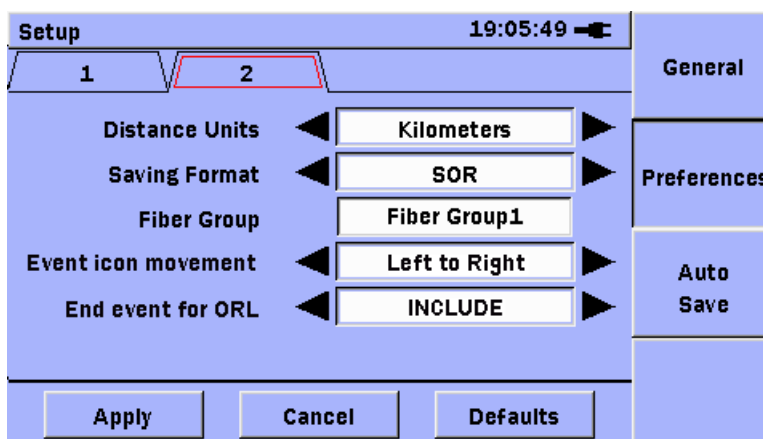 Setup 19:05:49
1 2
Distance Units Kilometers
Saving Format SOR
Fiber Group Fiber Group1
Event icon movement Left to Right
End event for ORL INCLUDE
Apply Cancel Defaults
General
Preferences
Auto
Save